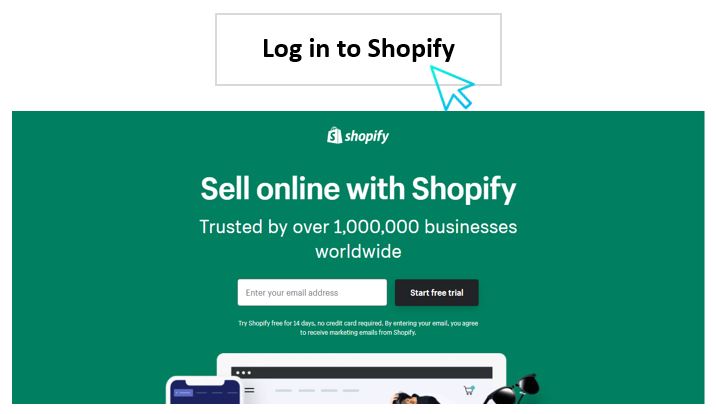 Log in to Shopify
shopify
Sell online with Shopify
Trusted by over 1,000,000 businesses
worldwide
Enter your email address
Start free trial
Try Shopify free for 14 days, no credit card required. By entering your email, you agree
to receive marketing emails from Shopify.